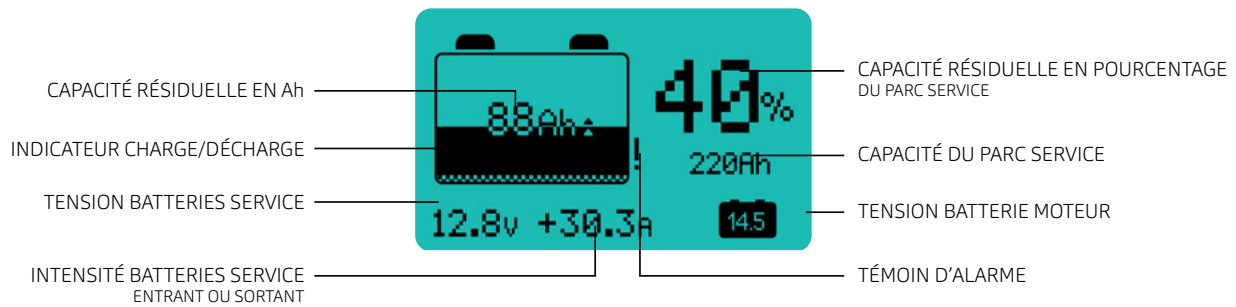 CAPACITÉ RÉSIDUELLE EN Ah
INDICATEUR CHARGE/DÉCHARGE
TENSION BATTERIES SERVICE
INTENSITÉ BATTERIES SERVICE
ENTRANT OU SORTANT
88Ah
40%
220Ah
12.8v +30.3A
14.5
!
CAPACITÉ RÉSIDUELLE EN POURCENTAGE
DU PARC SERVICE
CAPACITÉ DU PARC SERVICE
TENSION BATTERIE MOTEUR
TÉMOIN D'ALARME